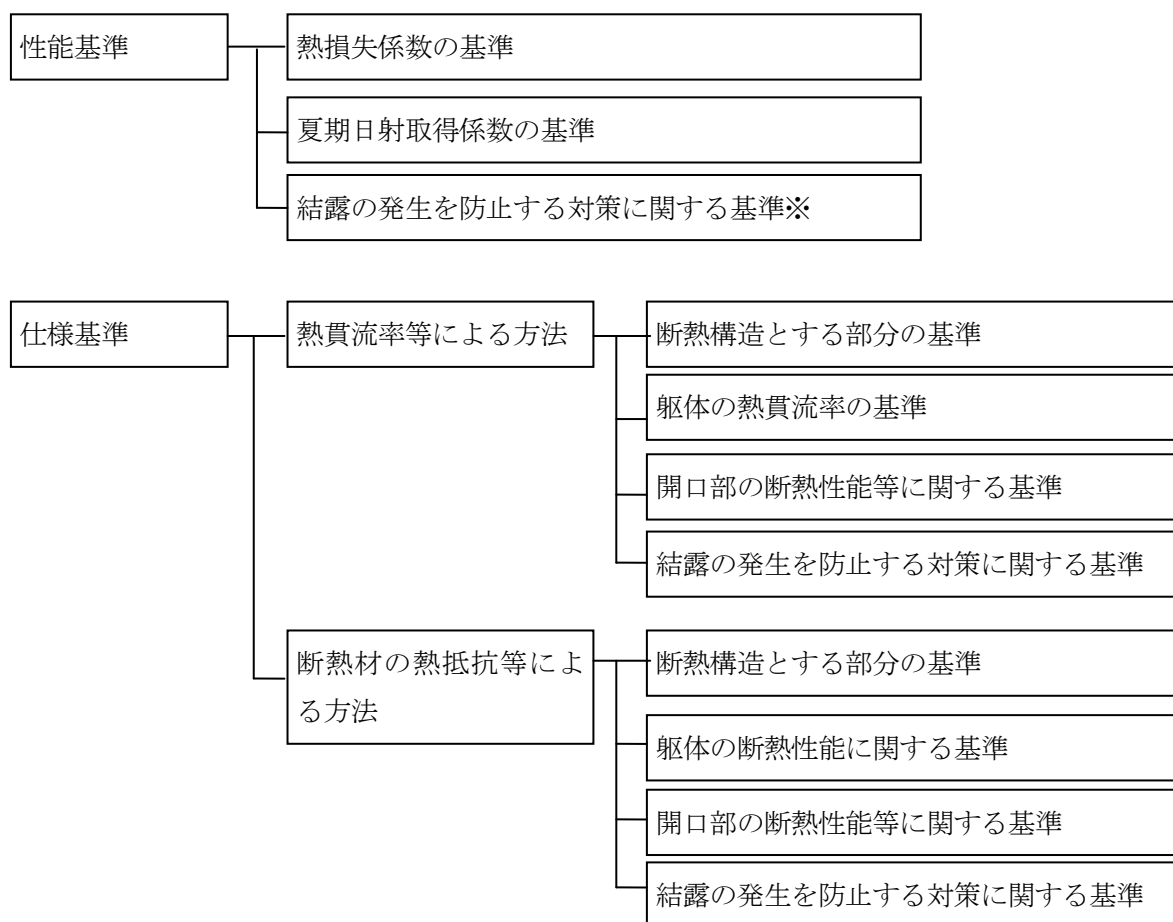 性能基準
熱損失係数の基準
夏期日射取得係数の基準
結露の発生を防止する対策に関する基準※
仕様基準
熱貫流率等による方法
断熱構造とする部分の基準
躯体の熱貫流率の基準
開口部の断熱性能等に関する基準
結露の発生を防止する対策に関する基準
断熱材の熱抵抗等によ
る方法
断熱構造とする部分の基準
躯体の断熱性能に関する基準
開口部の断熱性能等に関する基準
結露の発生を防止する対策に関する基準